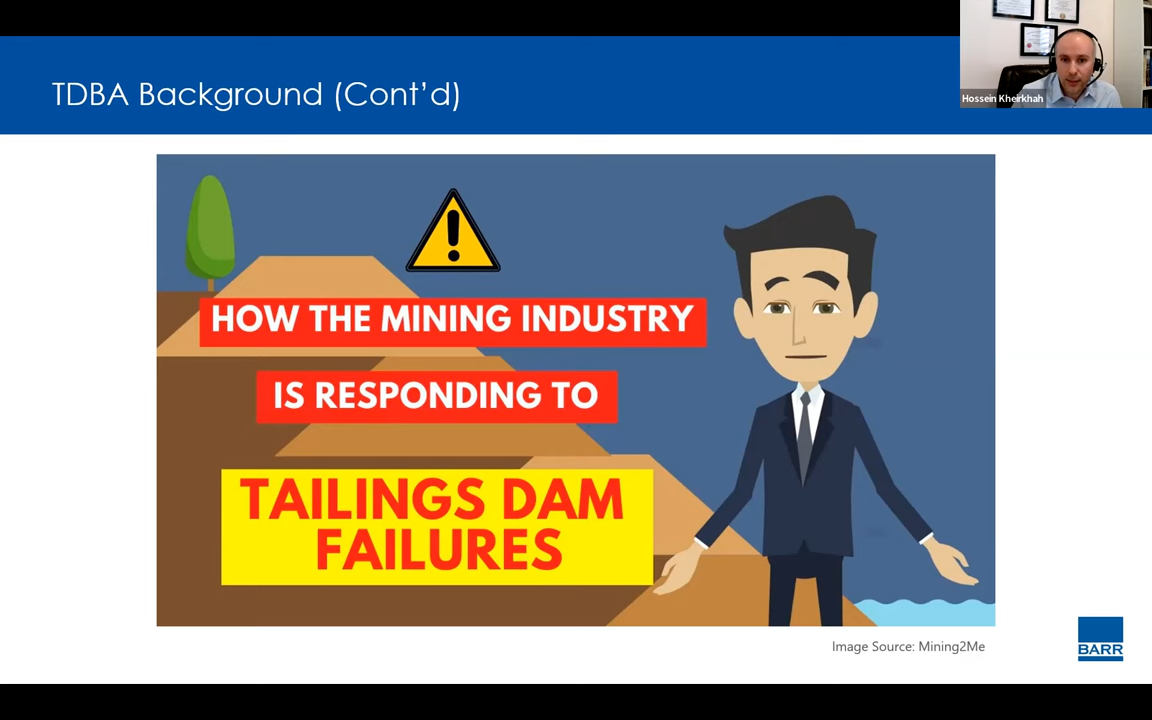 TDBA Background (Cont’d)
Hossein Kheirkhah
HOW THE MINING INDUSTRY
IS RESPONDING TO
TAILINGS DAM
FAILURES
Image Source: Mining2Me
BARR